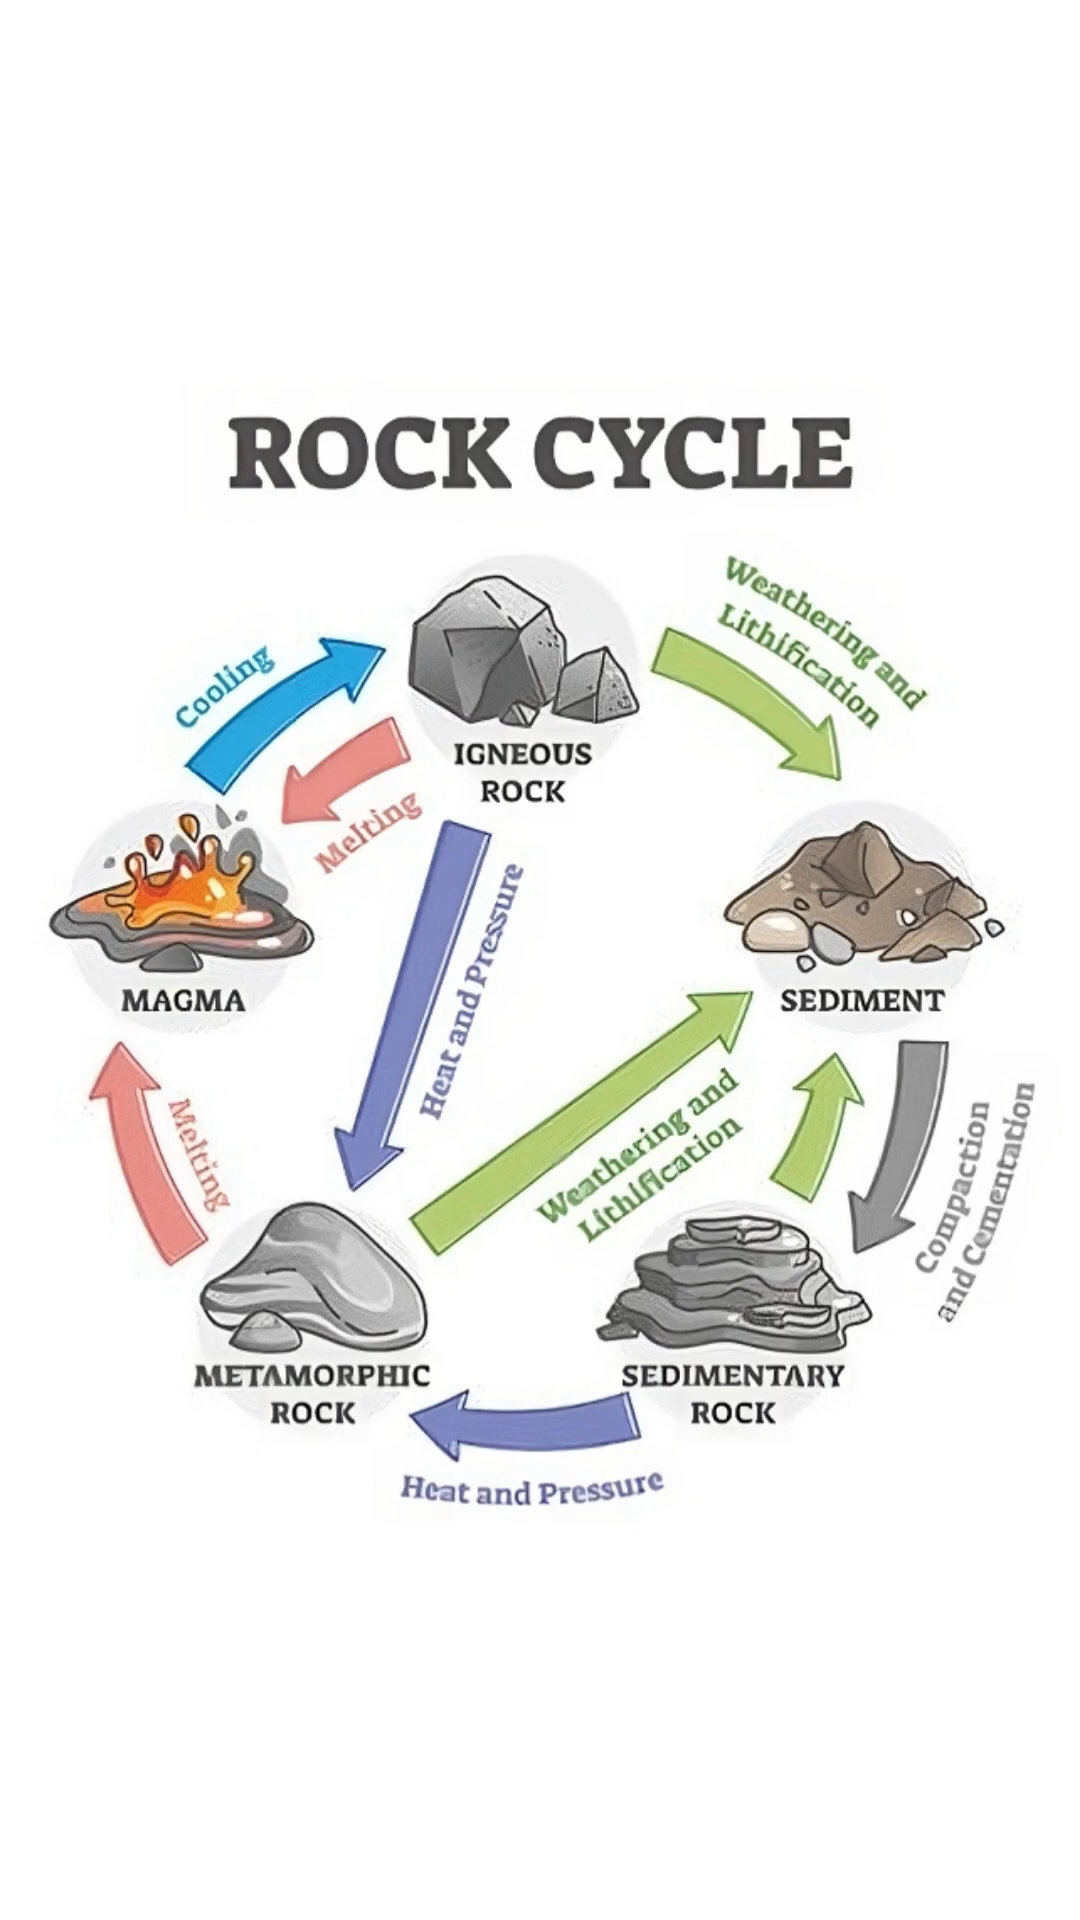 ROCK CYCLE
Weathering and
Lithification
Cooling
IGNEOUS
ROCK
Melting
Heat and Pressure
MAGMA
SEDIMENT
Weathering and
Lithification
Melting
Compaction
and Cementation
METAMORPHIC
ROCK
SEDIMENTARY
ROCK
Heat and Pressure